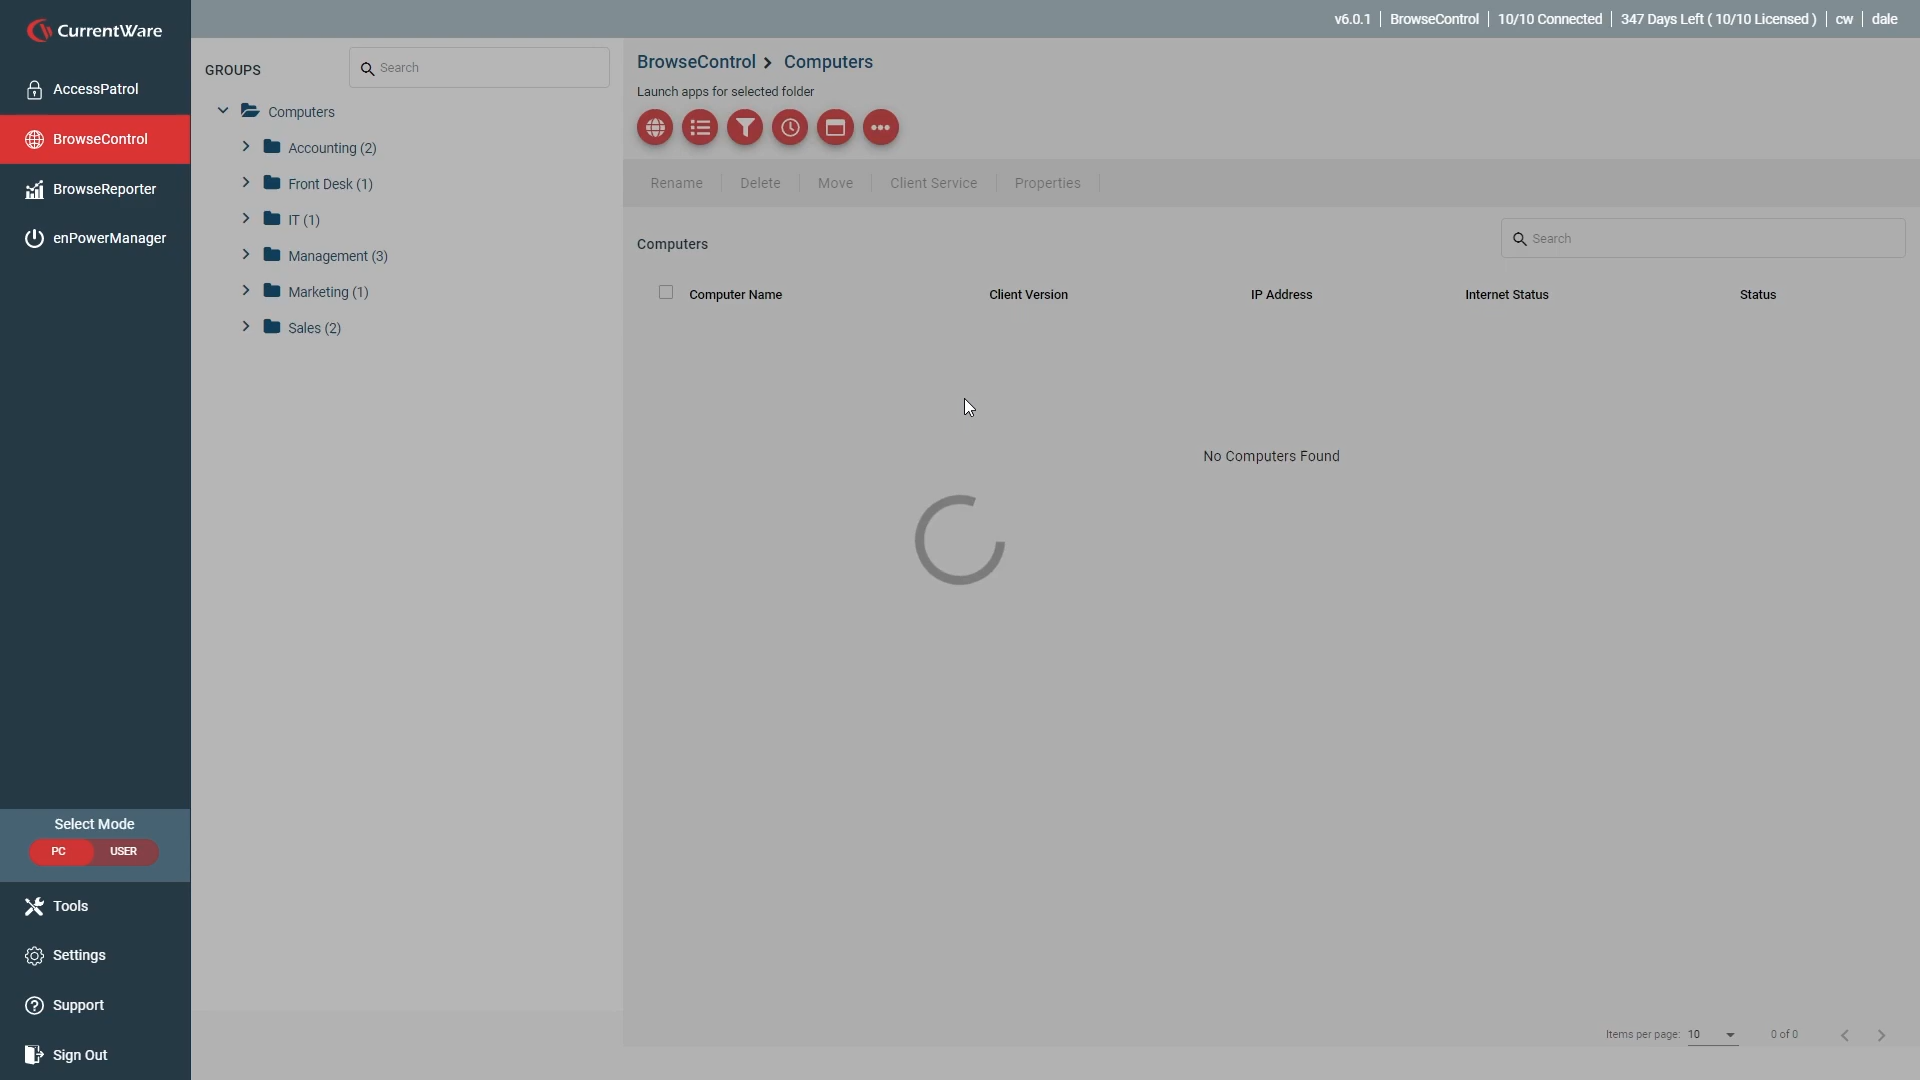 CurrentWare
AccessPatrol
BrowseControl
BrowseReporter
enPowerManager
Select Mode
PC USER
Tools
Settings
Support
Sign Out
v6.0.1 | BrowseControl | 10/10 Connected | 347 Days Left ( 10/10 Licensed ) | cw | dale
GROUPS
Search
Computers
Accounting (2)
Front Desk (1)
IT (1)
Management (3)
Marketing (1)
Sales (2)
BrowseControl > Computers
Launch apps for selected folder
Rename Delete Move Client Service Properties
Computers
Search
Computer Name Client Version IP Address Internet Status Status
No Computers Found
Items per page: 10 0 of 0